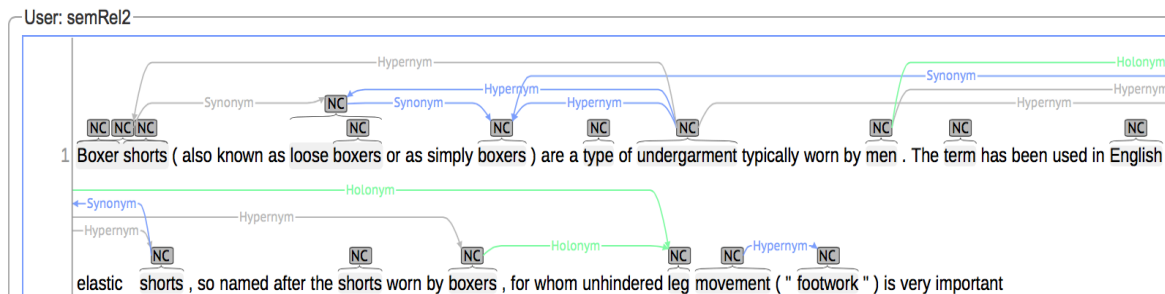 User: semRel2
Hypernym Holonym
Synonym
Hypernym Hypernym
Synonym Synonym Hypernym Hypernym
NC
NC NC NC NC NC NC NC NC NC NC
1 Boxer shorts ( also known as loose boxers or as simply boxers ) are a type of undergarment typically worn by men . The term has been used in English
Holonym
Synonym
Hypernym
Hypernym Holonym Hypernym
NC NC NC NC NC NC
elastic shorts , so named after the shorts worn by boxers , for whom unhindered leg movement ( " footwork " ) is very important